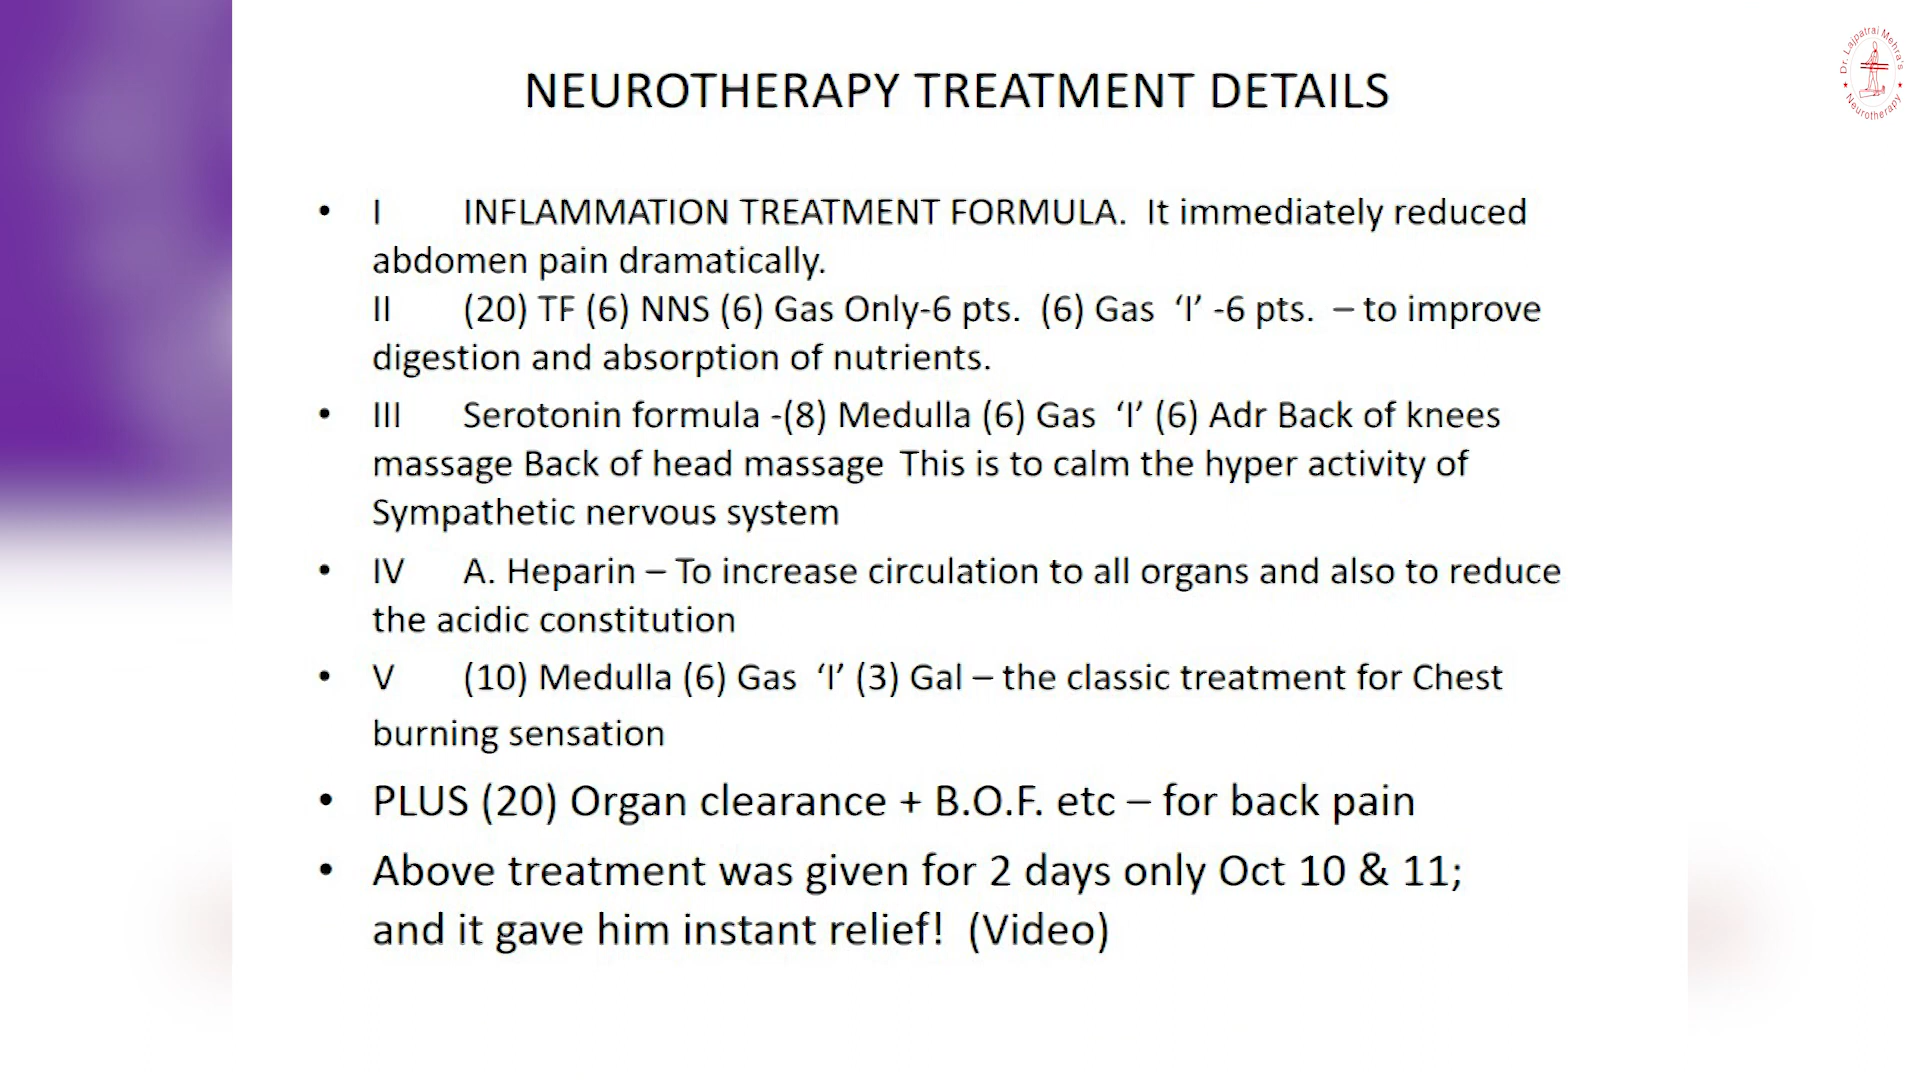 NEUROTHERAPY TREATMENT DETAILS
Dr. Lajpatrai Mehra's
★ Neurotherapy ★
• I INFLAMMATION TREATMENT FORMULA. It immediately reduced
abdomen pain dramatically.
II (20) TF (6) NNS (6) Gas Only-6 pts. (6) Gas ‘I’ -6 pts. – to improve
digestion and absorption of nutrients.
• III Serotonin formula -(8) Medulla (6) Gas ‘I’ (6) Adr Back of knees
massage Back of head massage This is to calm the hyper activity of
Sympathetic nervous system
• IV A. Heparin – To increase circulation to all organs and also to reduce
the acidic constitution
• V (10) Medulla (6) Gas ‘I’ (3) Gal – the classic treatment for Chest
burning sensation
• PLUS (20) Organ clearance + B.O.F. etc – for back pain
• Above treatment was given for 2 days only Oct 10 & 11;
and it gave him instant relief! (Video)